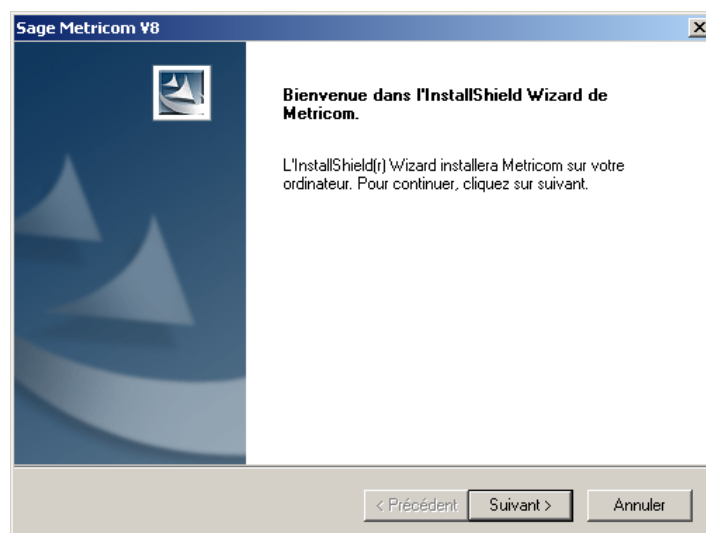 Sage Metricom V8
Bienvenue dans l'InstallShield Wizard de
Metricom.
L'InstallShield(r) Wizard installera Metricom sur votre
ordinateur. Pour continuer, cliquez sur suivant.
< Précédent
Suivant >
Annuler